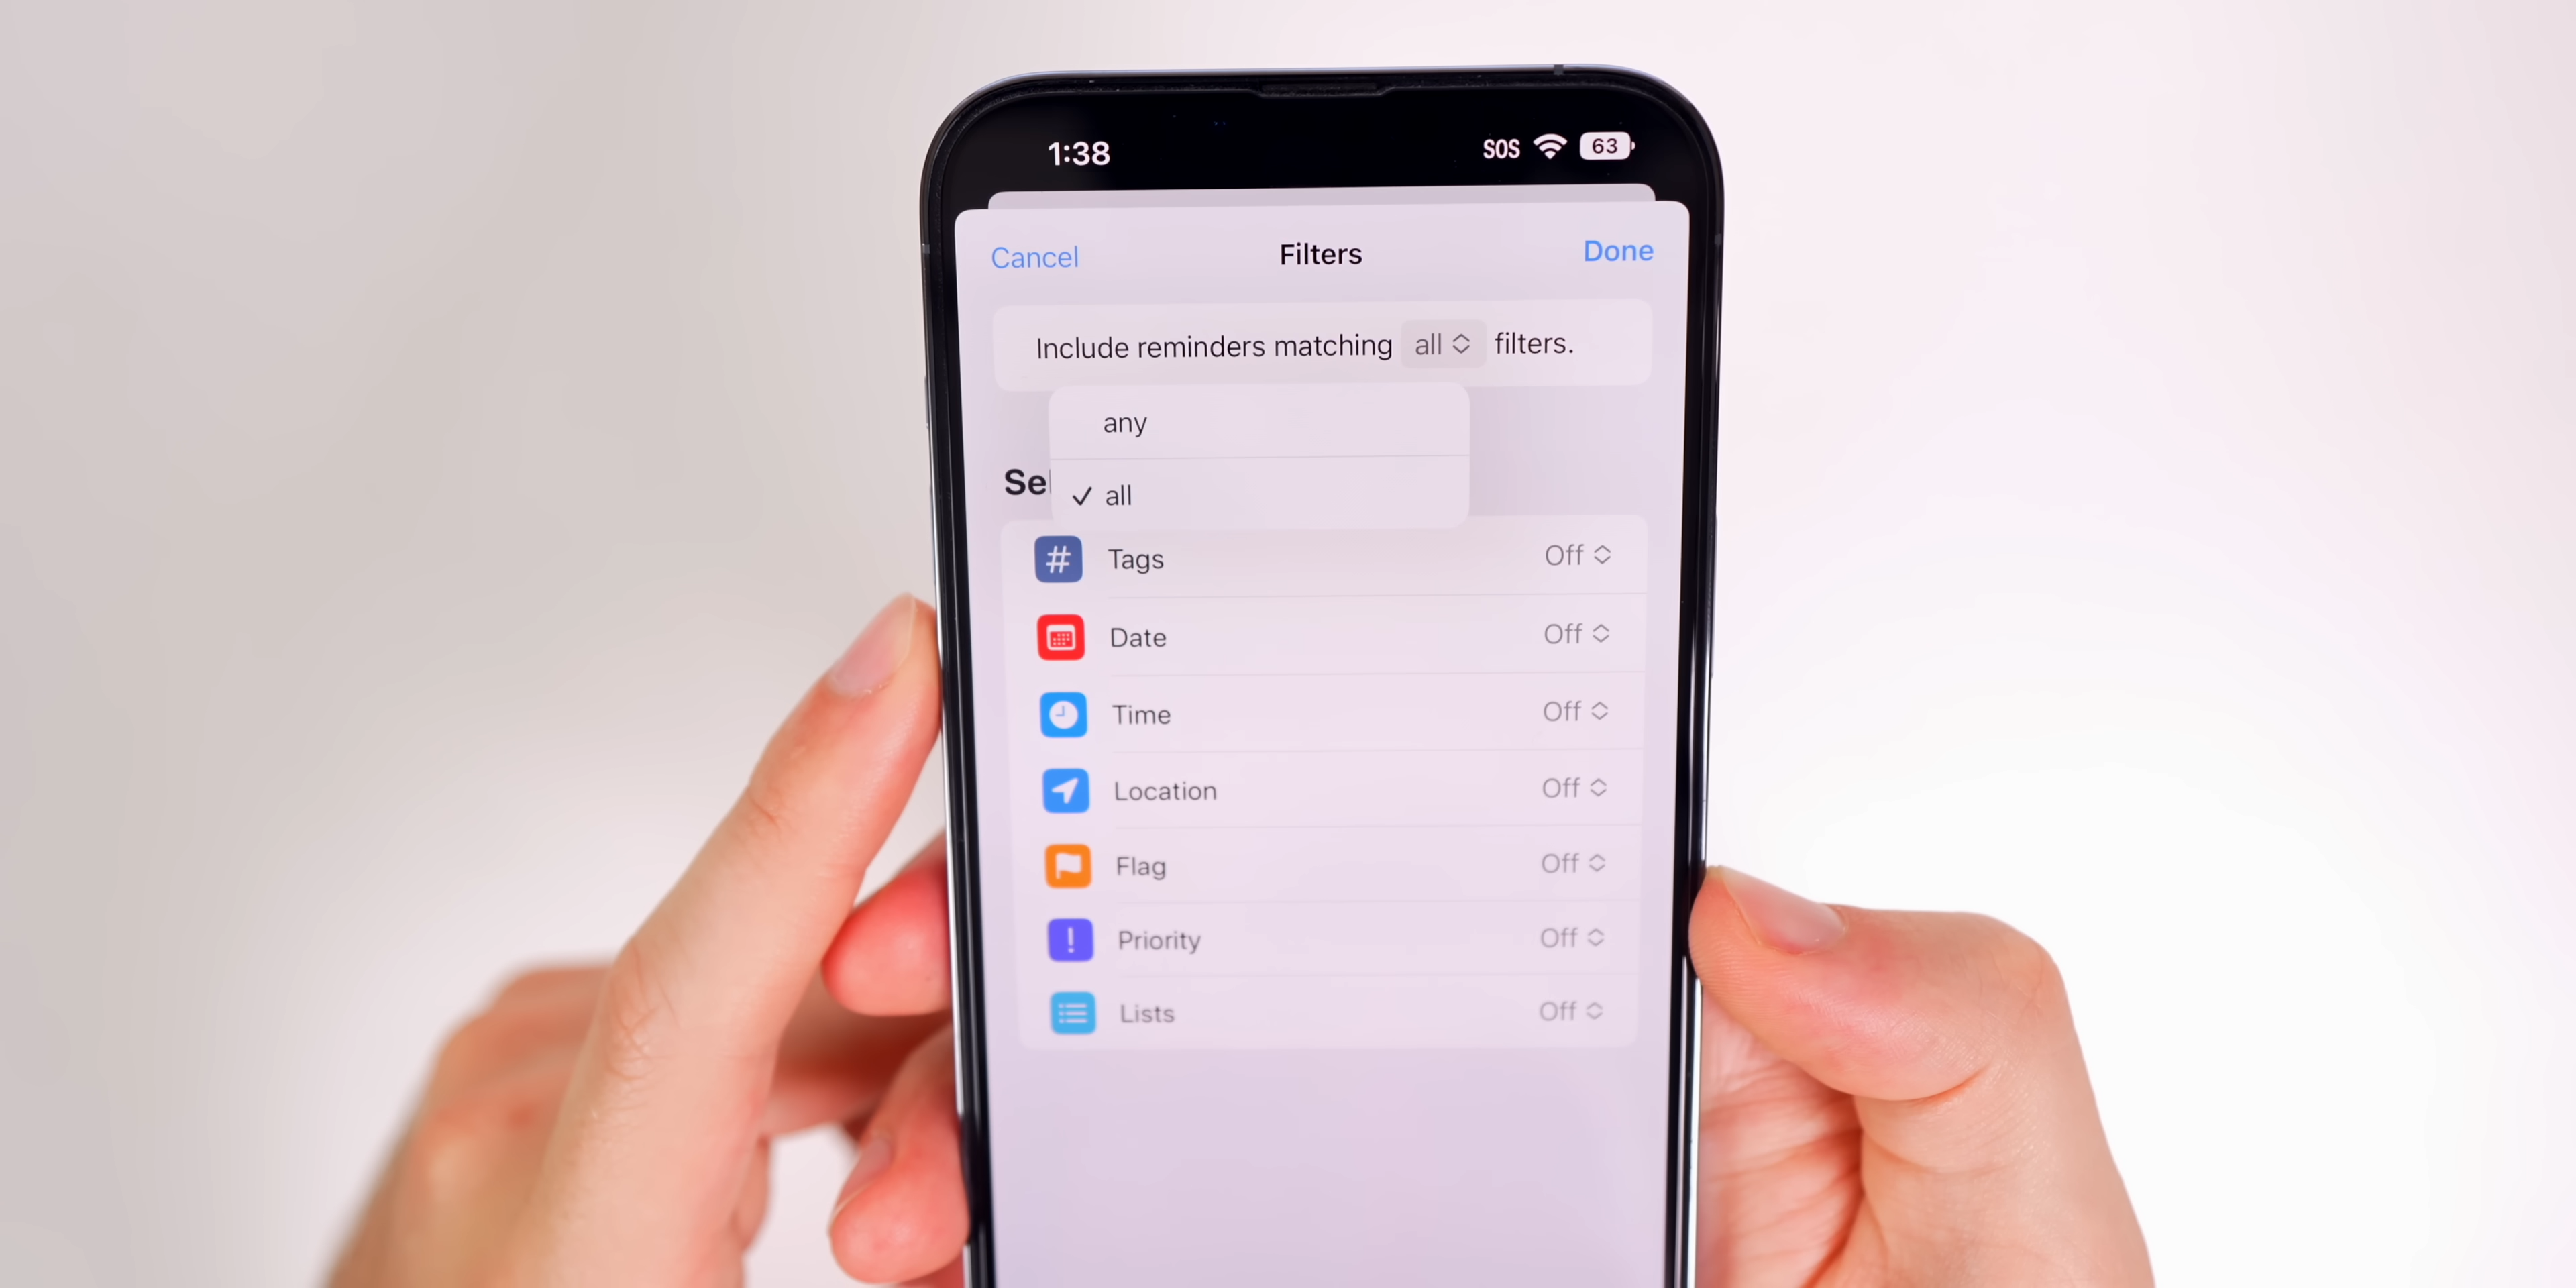 1:38 SOS 63
Cancel Filters Done
Include reminders matching all filters.
any
all
Tags Off
Date Off
Time Off
Location Off
Flag Off
Priority Off
Lists Off